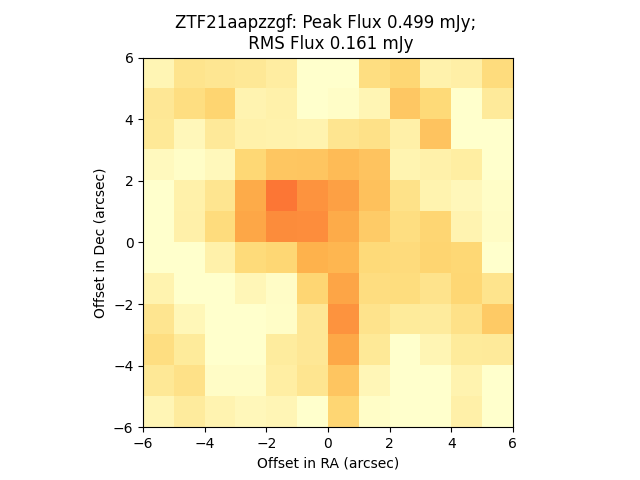 ZTF21aapzzgf: Peak Flux 0.499 mJy;
RMS Flux 0.161 mJy
6
4
2
0
−2
−4
−6
Offset in Dec (arcsec)
−6 −4 −2 0 2 4 6
Offset in RA (arcsec)